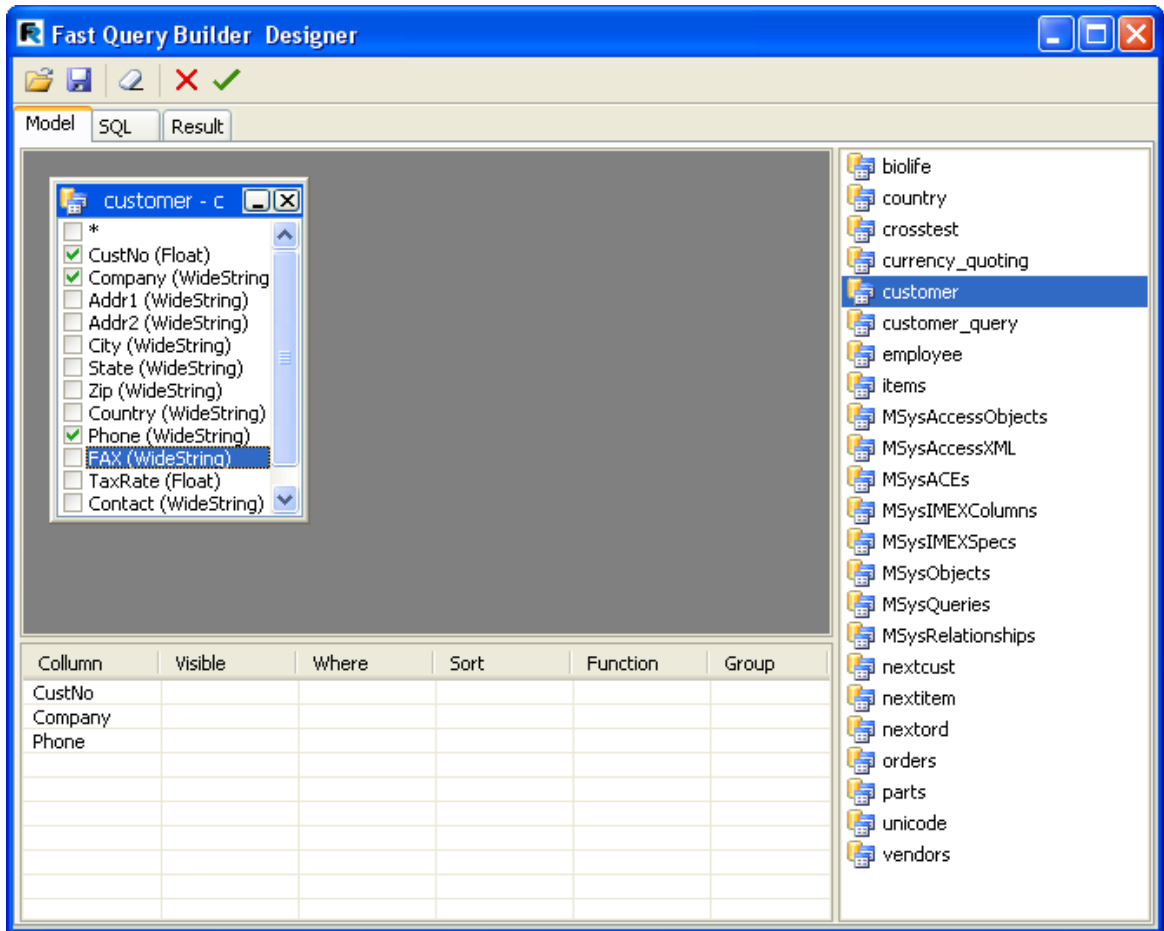 Fast Query Builder Designer
Model SQL Result
customer - c
*
CustNo (Float)
Company (WideString
Addr1 (WideString)
Addr2 (WideString)
City (WideString)
State (WideString)
Zip (WideString)
Country (WideString)
Phone (WideString)
FAX (WideString)
TaxRate (Float)
Contact (WideString)
Collumn Visible Where Sort Function Group
CustNo
Company
Phone
biolife
country
crosstest
currency_quoting
customer
customer_query
employee
items
MSysAccessObjects
MSysAccessXML
MSysACEs
MSysIMEXColumns
MSysIMEXSpecs
MSysObjects
MSysQueries
MSysRelationships
nextcust
nextitem
nextord
orders
parts
unicode
vendors